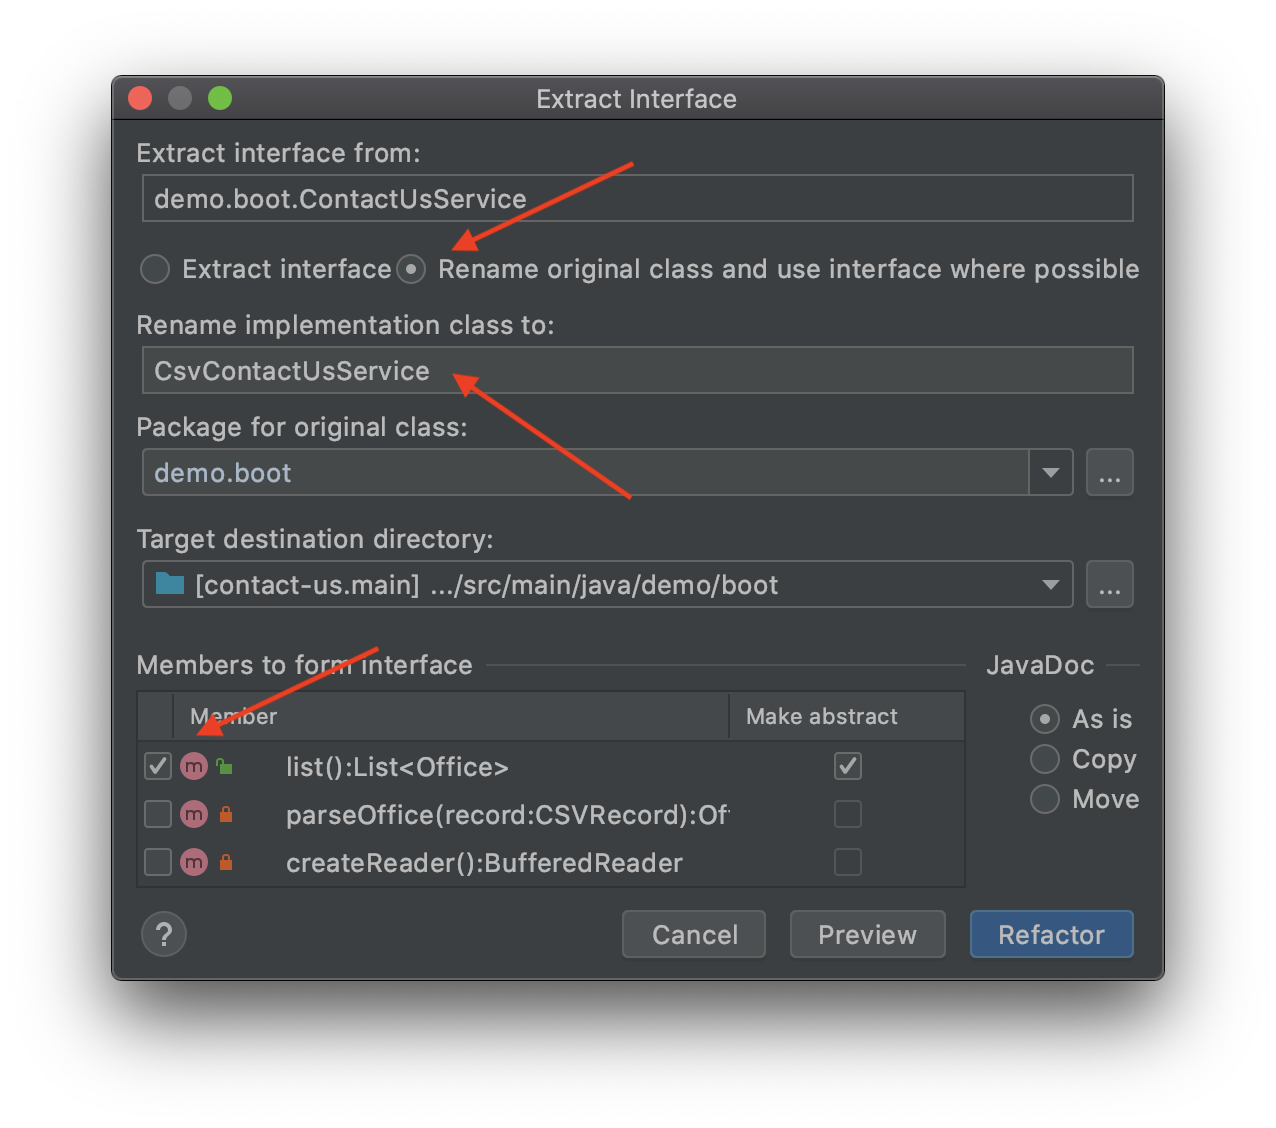 Extract Interface
Extract interface from:
demo.boot.ContactUsService
Extract interface Rename original class and use interface where possible
Rename implementation class to:
CsvContactUsService
Package for original class:
demo.boot
...
Target destination directory:
[contact-us.main] .../src/main/java/demo/boot
...
Members to form interface JavaDoc
Member Make abstract
m list():List<Office>
m parseOffice(record:CSVRecord):Of
m createReader():BufferedReader
As is
Copy
Move
? Cancel Preview Refactor